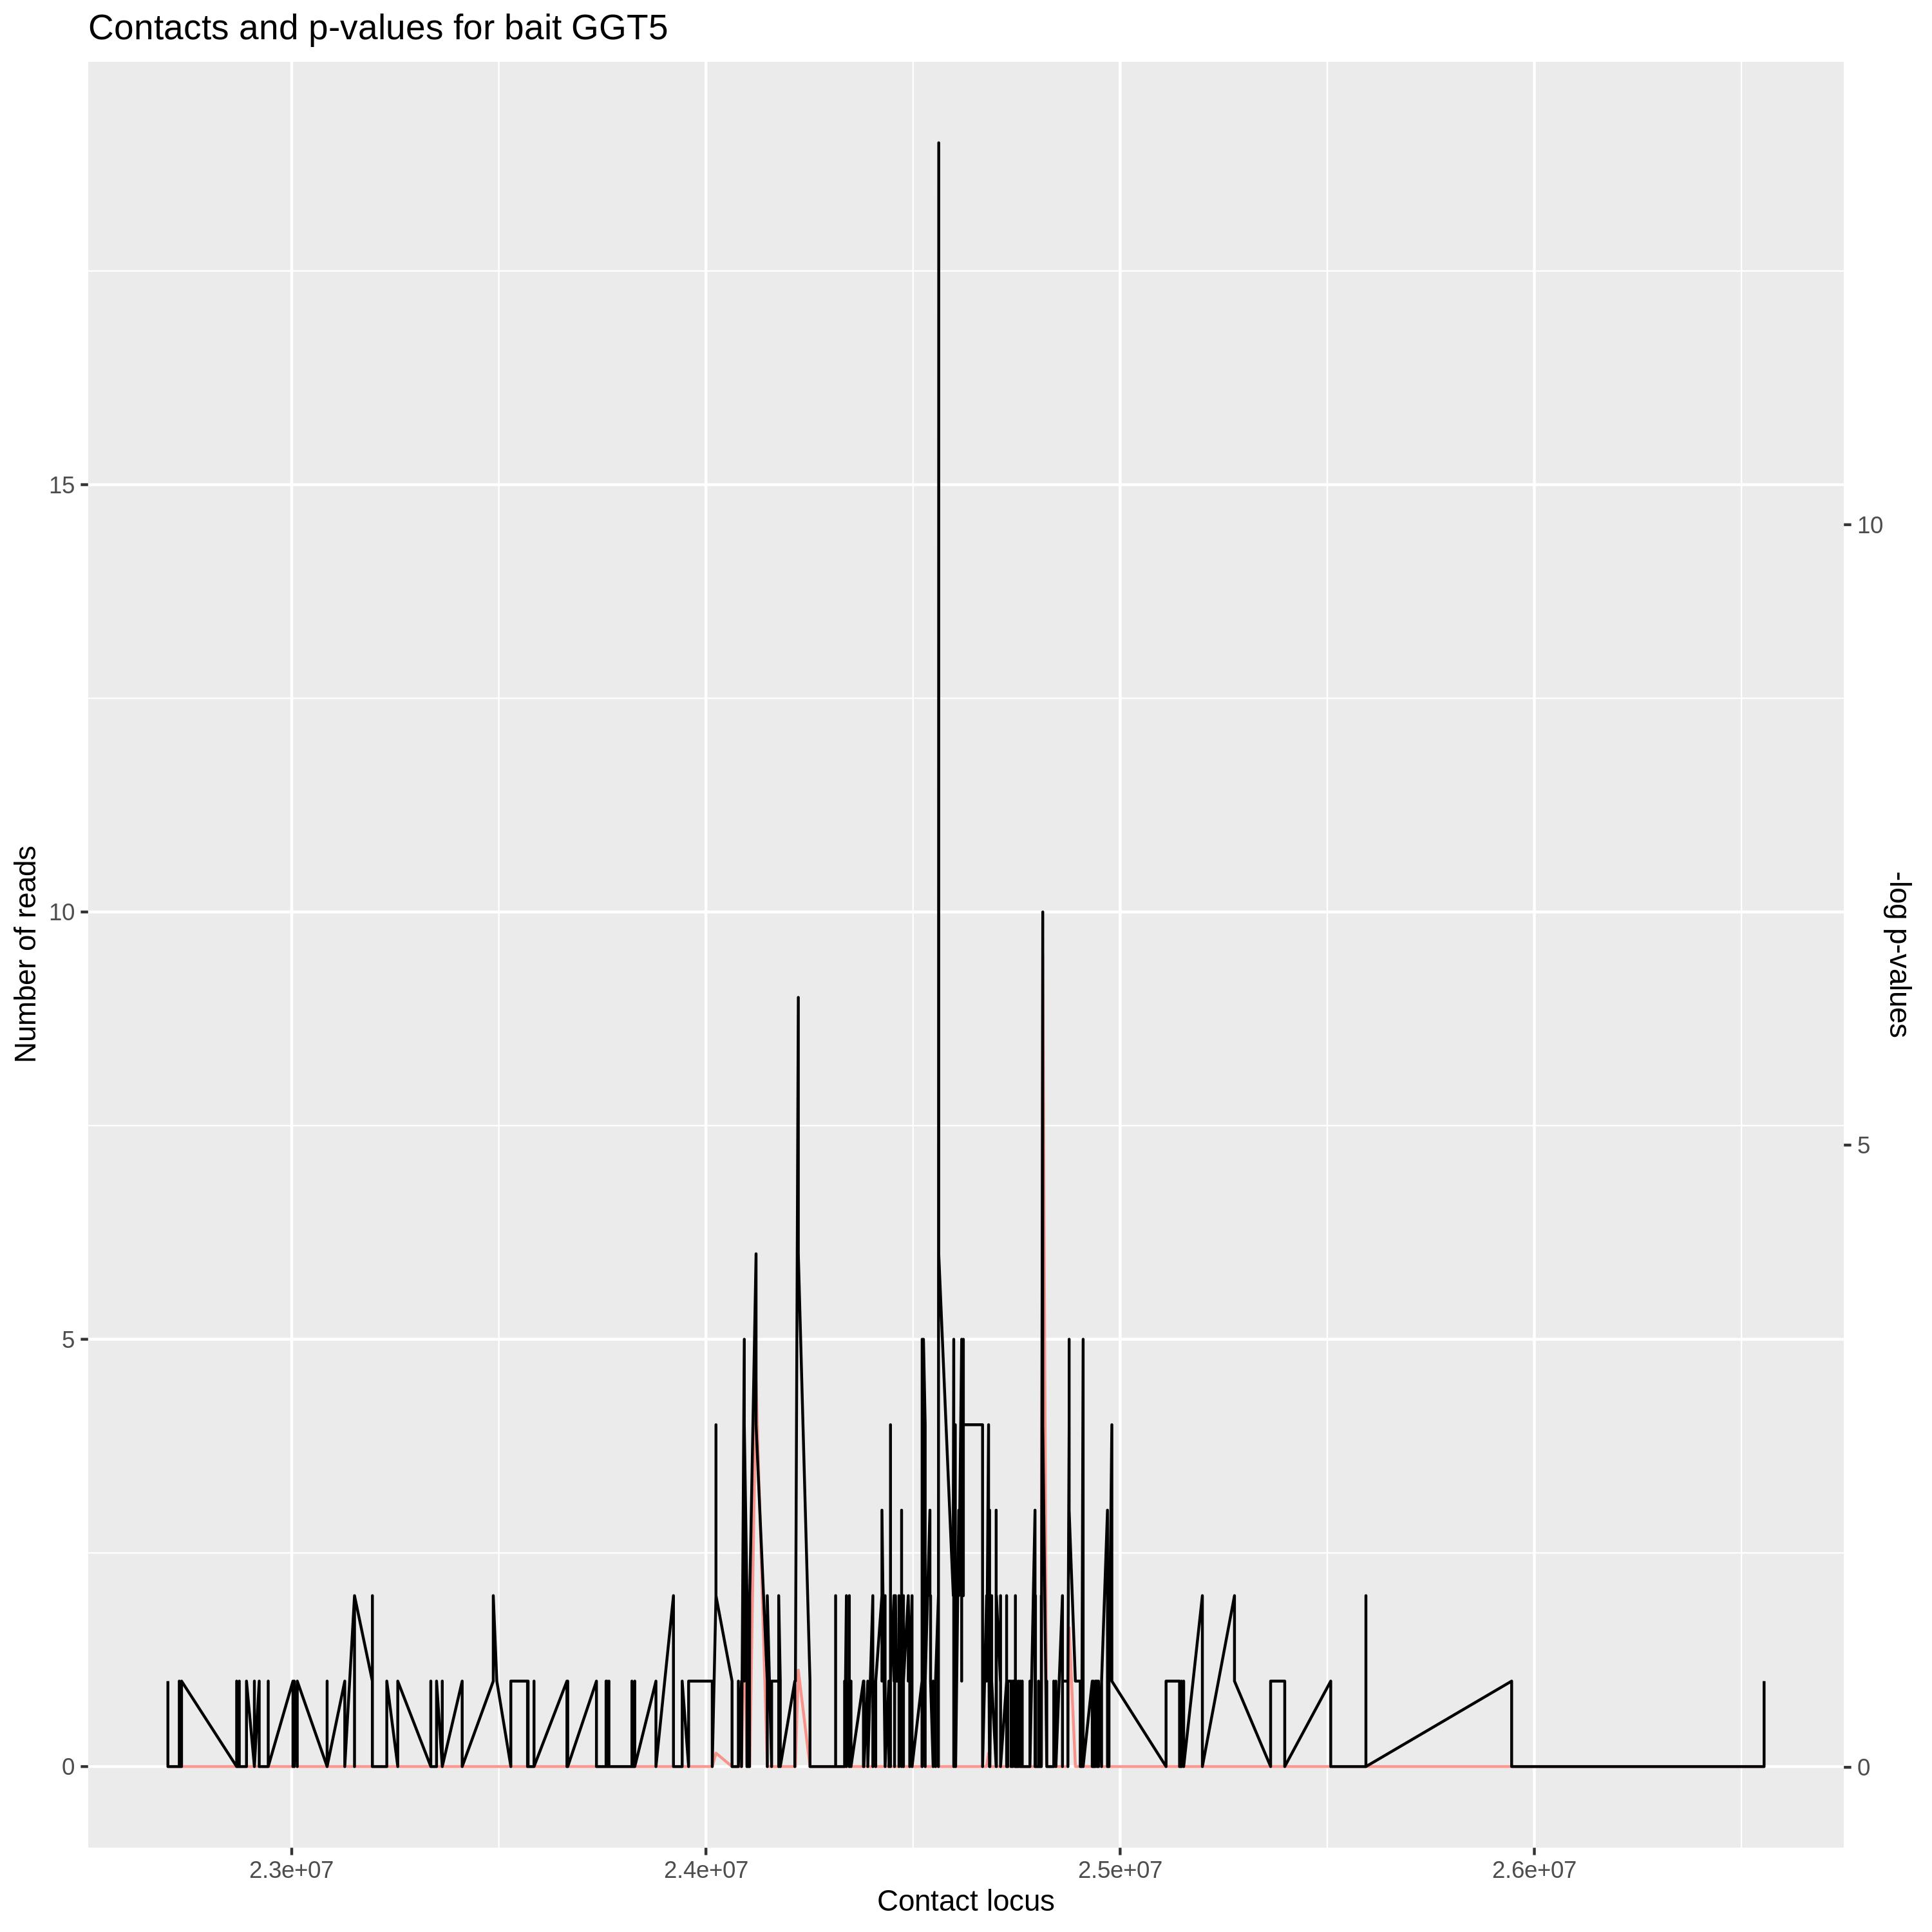 Contacts and p-values for bait GGT5
Number of reads
15
10
5
0
10
5
0
-log p-values
2.3e+07
2.4e+07
2.5e+07
2.6e+07
Contact locus